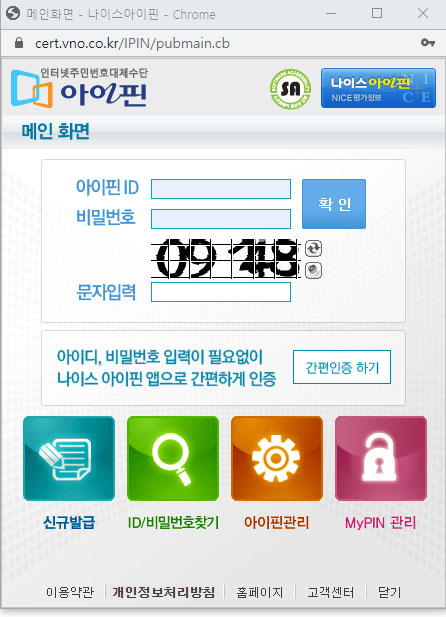 메인화면 - 나이스아이핀 - Chrome
cert.vno.co.kr/IPIN/pubmain.cb
인터넷주민번호대체수단
아이핀
SA
나이스 아이핀
NICE평가정보
NICE
메인 화면
아이핀 ID
비밀번호
확 인
문자입력
아이디, 비밀번호 입력이 필요없이
나이스 아이핀 앱으로 간편하게 인증
간편인증 하기
신규발급
ID/비밀번호찾기
아이핀관리
MyPIN 관리
이용약관
개인정보처리방침
홈페이지
고객센터
닫기